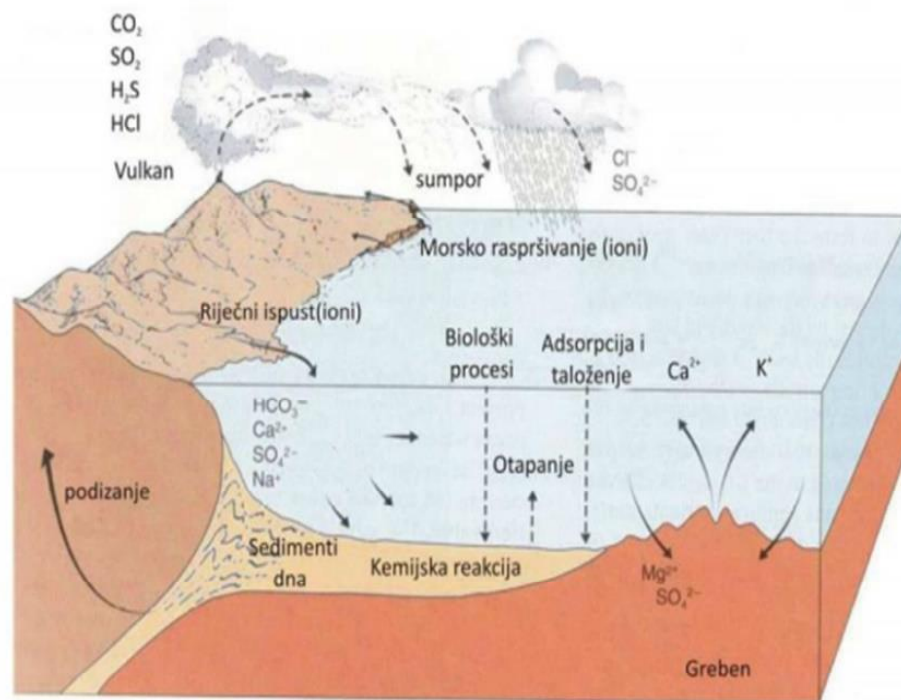 CO₂
SO₂
H₂S
HCl
Vulkan
sumpor
Cl⁻
SO₄²⁻
Morsko raspršivanje (ioni)
Riječni ispust(ioni)
Biološki
procesi
Adsorpcija i
taloženje
Ca²⁺
K⁺
HCO₃⁻
Ca²⁺
SO₄²⁻
Na⁺
Otapanje
podizanje
Sedimenti
dna
Kemijska reakcija
Mg²⁺
SO₄²⁻
Greben